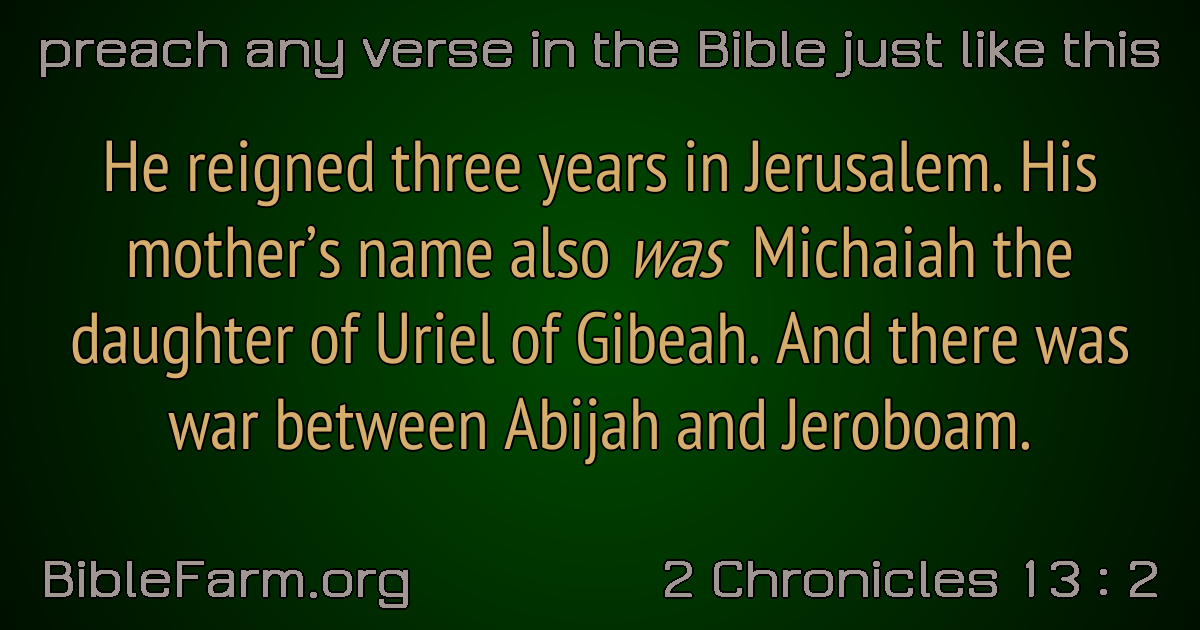 preach any verse in the Bible just like this
He reigned three years in Jerusalem. His
mother’s name also was Michaiah the
daughter of Uriel of Gibeah. And there was
war between Abijah and Jeroboam.
BibleFarm.org
2 Chronicles 13 : 2